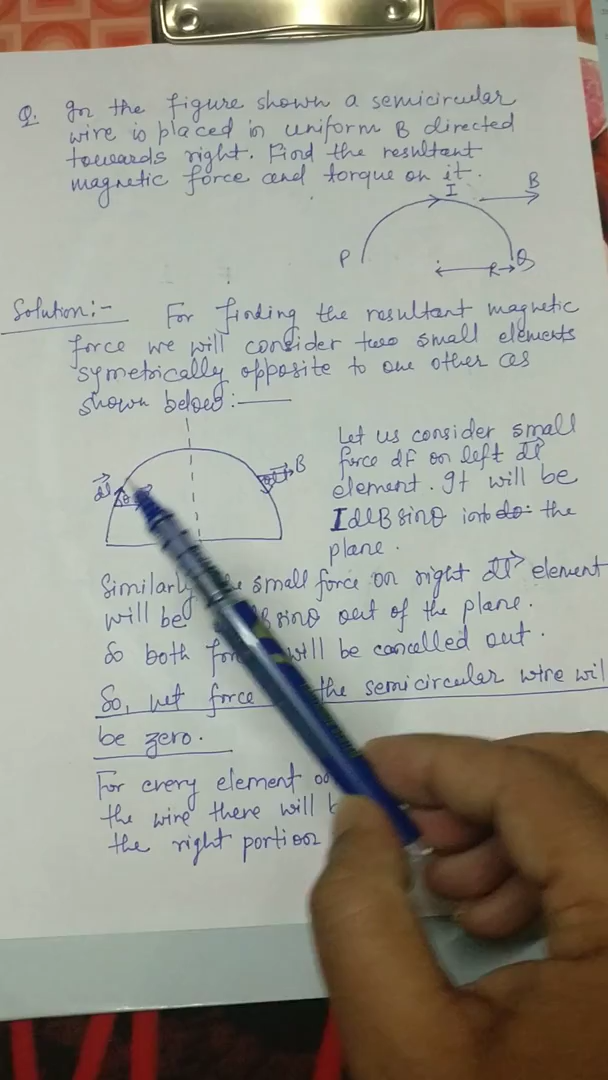 Q. In the figure shown a semicircular
wire is placed in uniform B directed
towards right. Find the resultant
magnetic force and torque on it.
I
B
P
R
Q
Solution:- For finding the resultant magnetic
force we will consider two small elements
symetrically opposite to one other as
shown below:-
Let us consider small
force dF on left dl
element. It will be
IdlB sinθ into the
plane.
dl
θ
B
θ
dl
Similarly small force on right dl element
will be B sinθ out of the plane.
So both will be cancelled out.
So, net force the semicircular wire will
be zero.
For every element
the wire there will
the right portion